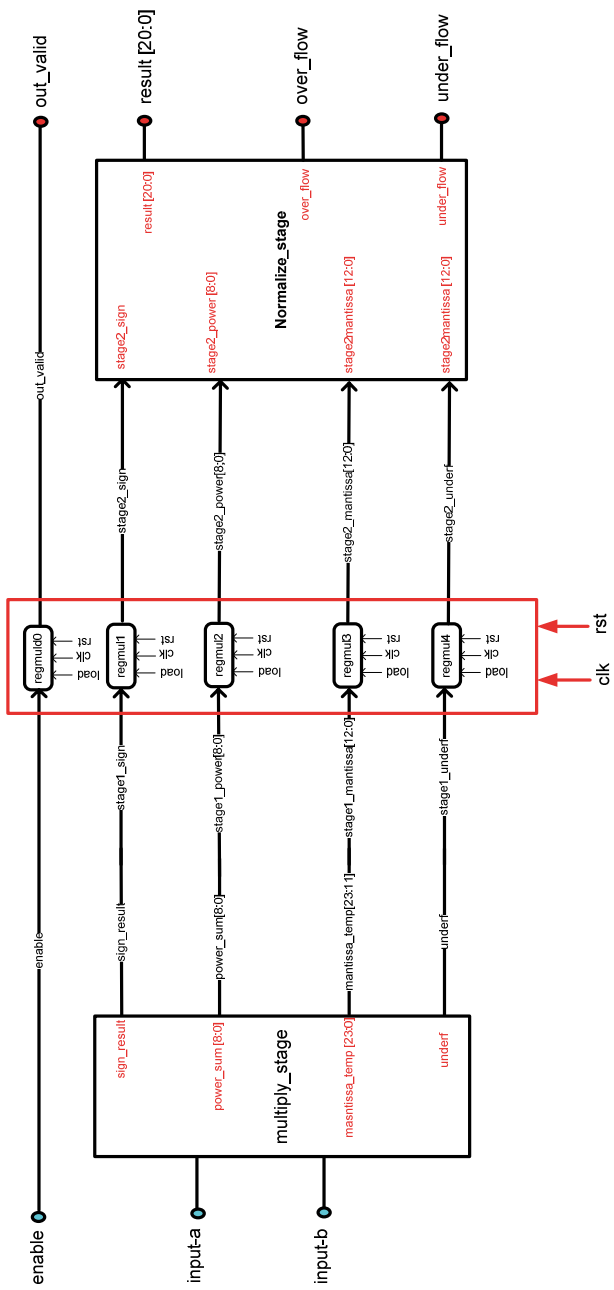 enable
enable
out_valid
out_valid
input-a
input-b
multiply_stage
sign_result
power_sum [8:0]
masntissa_temp [23:0]
underf
sign_result
stage1_sign
power_sum[8:0]
stage1_power[8:0]
mantissa_temp[23:11]
stage1_mantissa[12:0]
underf
stage1_underf
regmuld0
load
clk
rst
regmul1
load
clk
rst
regmul2
load
clk
rst
regmul3
load
clk
rst
regmul4
load
clk
rst
clk
rst
stage2_sign
stage2_power[8;0]
stage2_mantissa[12:0]
stage2_underf
Normalize_stage
stage2_sign
stage2_power [8:0]
stage2mantissa [12:0]
stage2mantissa [12:0]
result [20:0]
over_flow
under_flow
result [20:0]
over_flow
under_flow